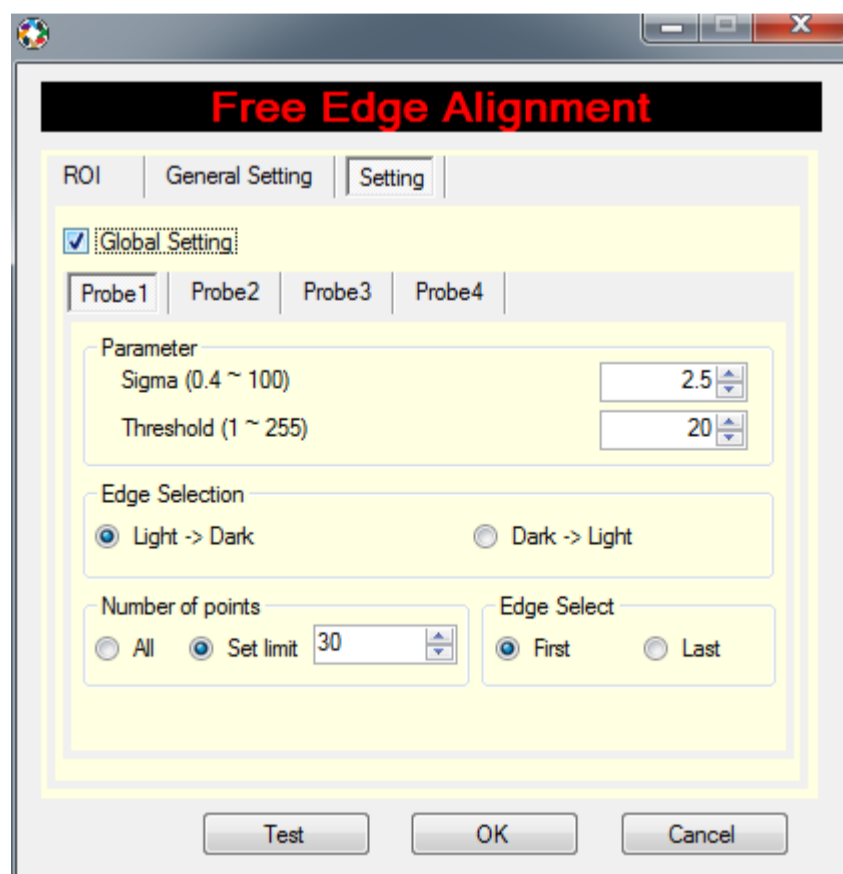 Free Edge Alignment
ROI General Setting Setting
Global Setting
Probe1 Probe2 Probe3 Probe4
Parameter
Sigma (0.4 ~ 100) 2.5
Threshold (1 ~ 255) 20
Edge Selection
Light -> Dark Dark -> Light
Number of points Edge Select
All Set limit 30 First Last
Test OK Cancel